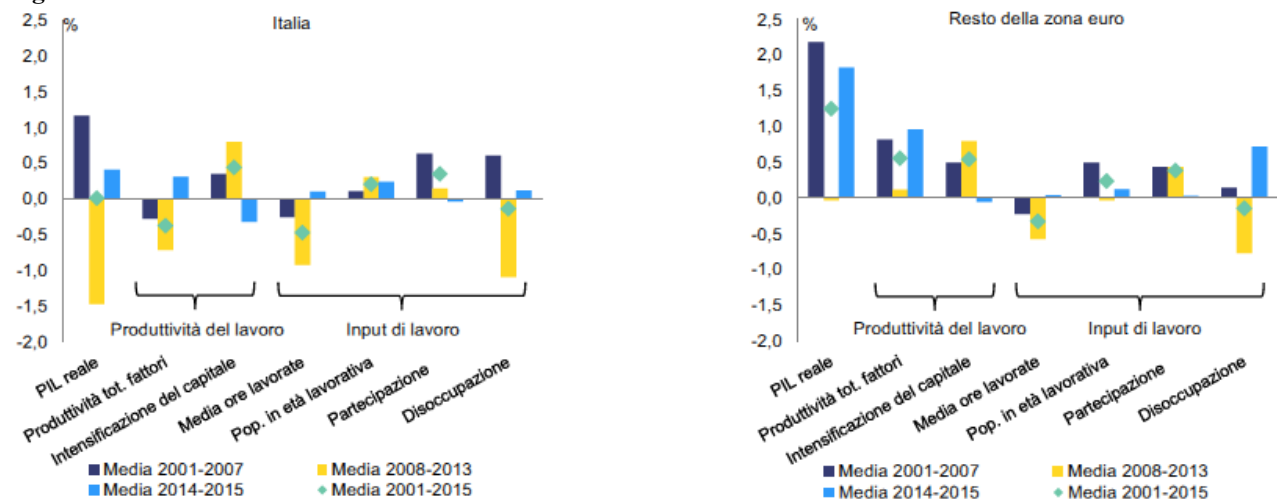 g
Italia
%
2,5
2,0
1,5
1,0
0,5
0,0
-0,5
-1,0
-1,5
-2,0
Produttività del lavoro
Input di lavoro
PIL reale
Produttività tot. fattori
Intensificazione del capitale
Media ore lavorate
Pop. in età lavorativa
Partecipazione
Disoccupazione
Media 2001-2007
Media 2008-2013
Media 2014-2015
Media 2001-2015
Resto della zona euro
%
2,5
2,0
1,5
1,0
0,5
0,0
-0,5
-1,0
-1,5
-2,0
Produttività del lavoro
Input di lavoro
PIL reale
Produttività tot. fattori
Intensificazione del capitale
Media ore lavorate
Pop. in età lavorativa
Partecipazione
Disoccupazione
Media 2001-2007
Media 2008-2013
Media 2014-2015
Media 2001-2015